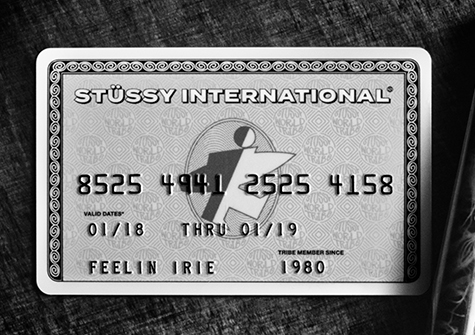 STÜSSY INTERNATIONAL
8525 4941 2525 4158
VALID DATES*
01/18 THRU 01/19
TRIBE MEMBER SINCE
FEELIN IRIE 1980